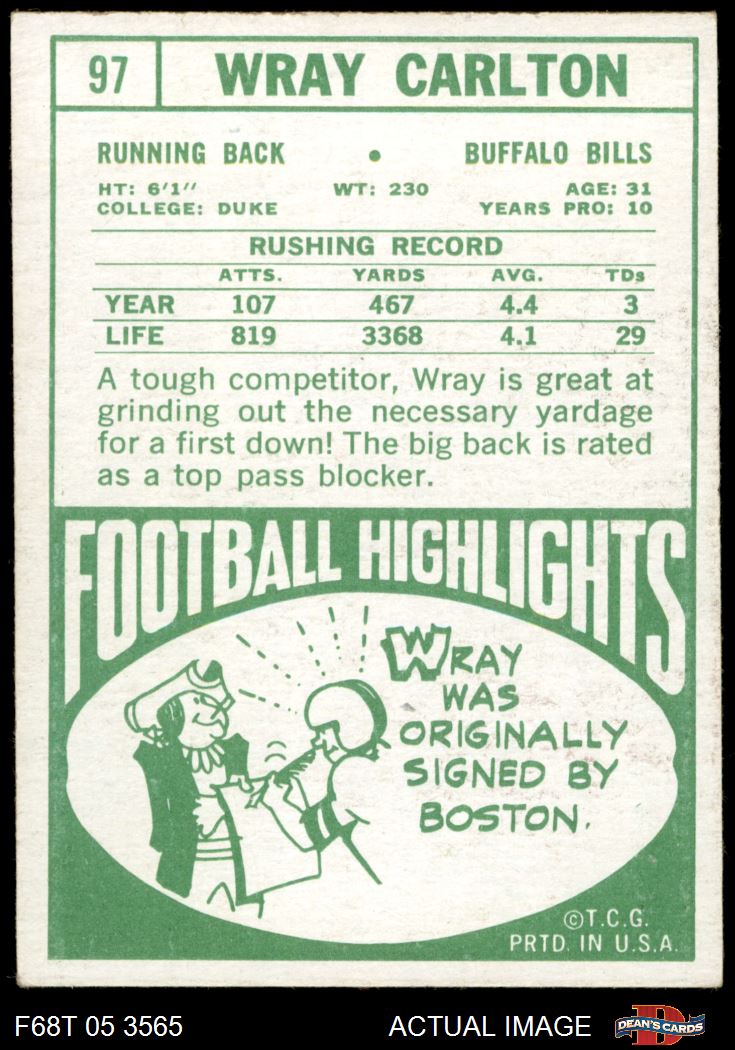 97 WRAY CARLTON
RUNNING BACK • BUFFALO BILLS
HT: 6'1" WT: 230 AGE: 31
COLLEGE: DUKE YEARS PRO: 10
RUSHING RECORD
ATTS. YARDS AVG. TDs
YEAR 107 467 4.4 3
LIFE 819 3368 4.1 29
A tough competitor, Wray is great at
grinding out the necessary yardage
for a first down! The big back is rated
as a top pass blocker.
FOOTBALL HIGHLIGHTS
WRAY
WAS
ORIGINALLY
SIGNED BY
BOSTON.
©T.C.G.
PRTD. IN U.S.A.
F68T 05 3565 ACTUAL IMAGE D DEAN'S CARDS